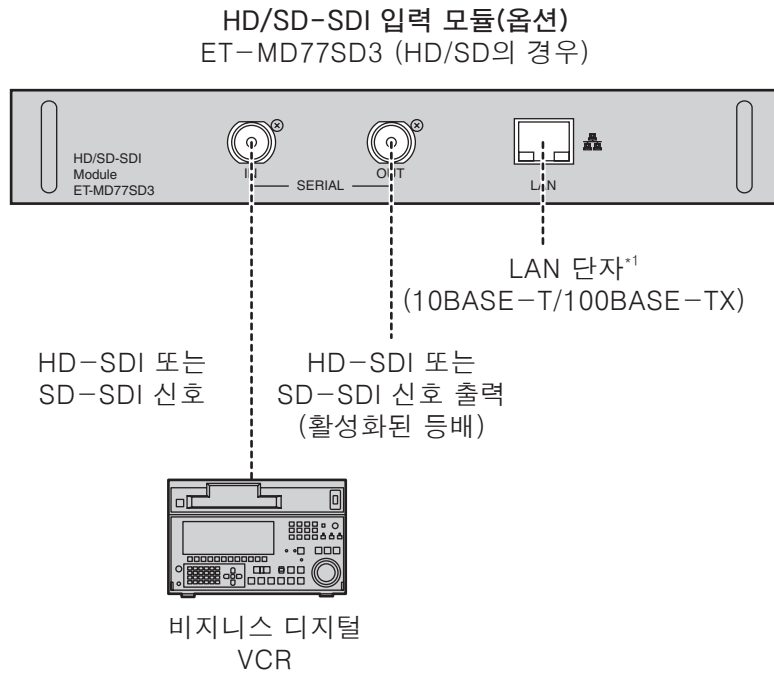 HD/SD-SDI 입력 모듈(옵션)
ET-MD77SD3 (HD/SD의 경우)
HD/SD-SDI
Module
ET-MD77SD3
IN
OUT
SERIAL
LAN
LAN 단자*1
(10BASE-T/100BASE-TX)
HD-SDI 또는
SD-SDI 신호
HD-SDI 또는
SD-SDI 신호 출력
(활성화된 등배)
비지니스 디지털
VCR